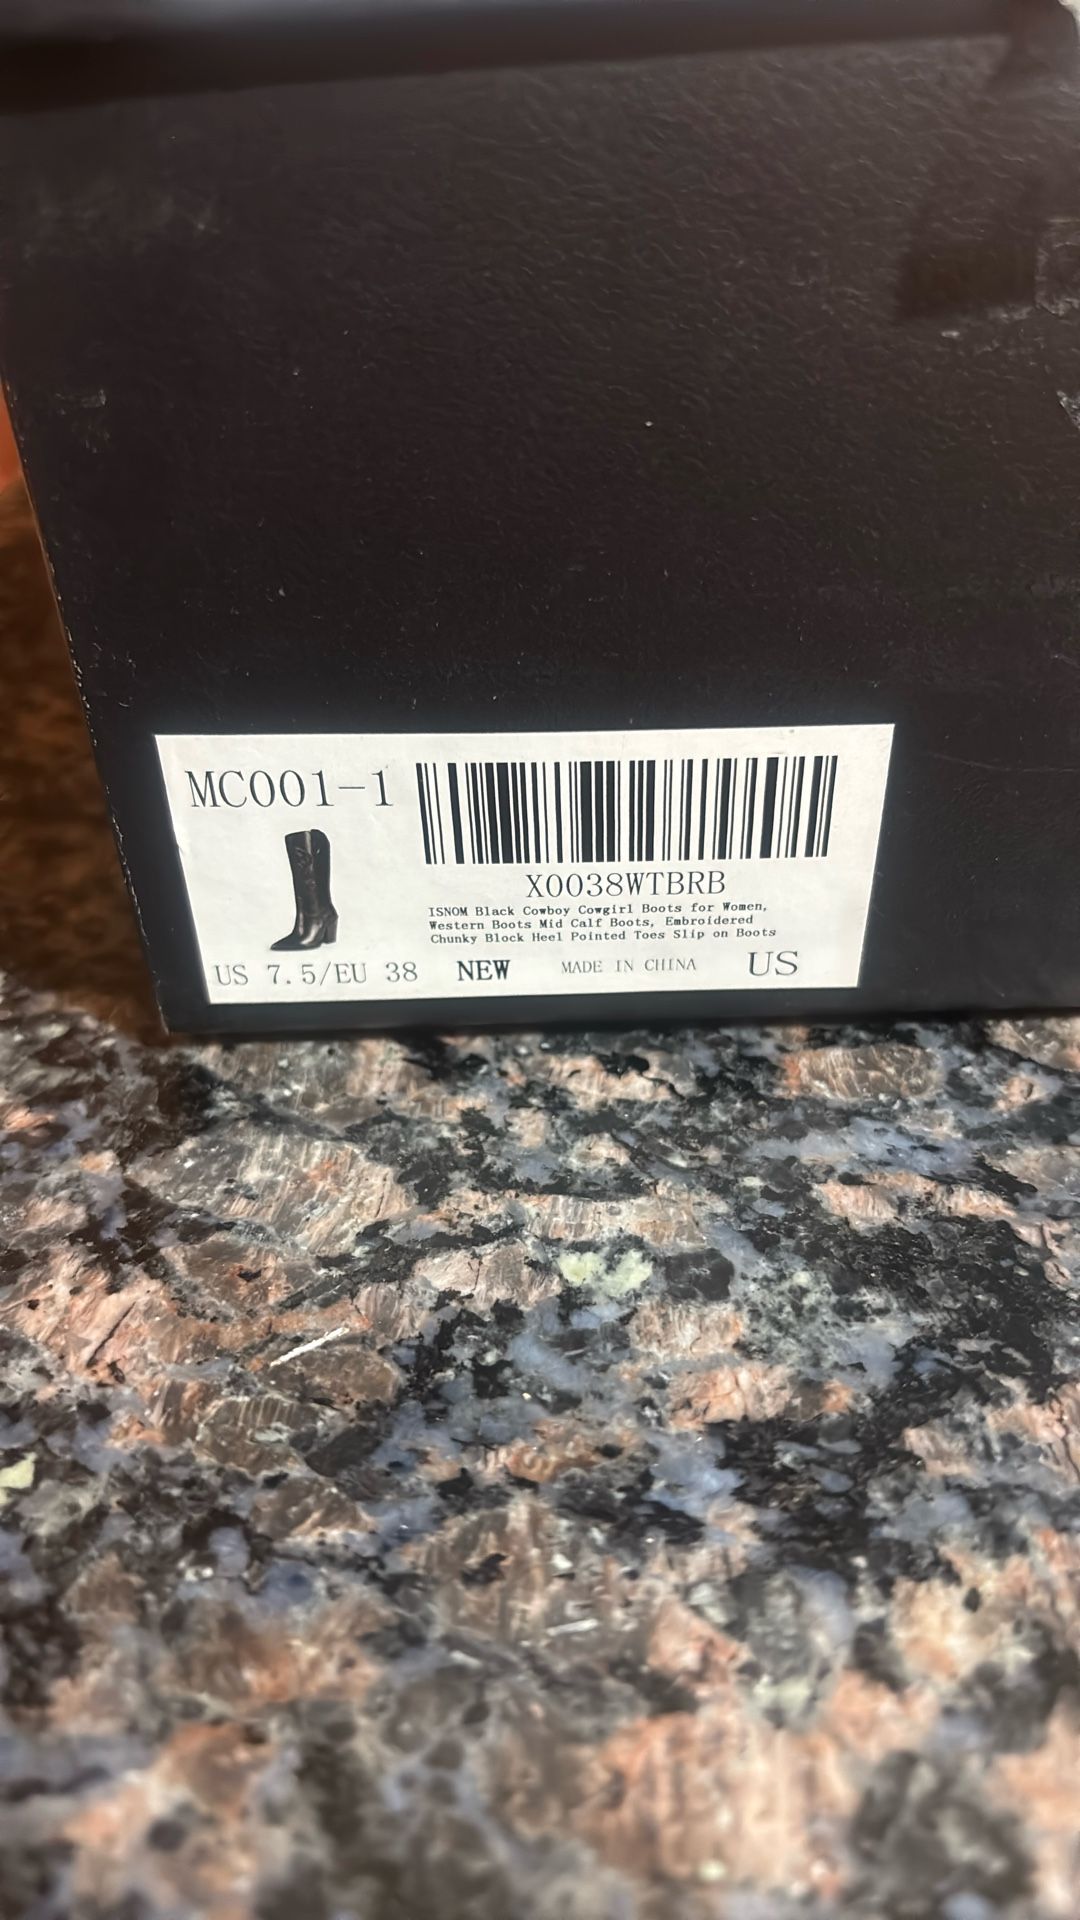 MC001-1
X0038WTBRB
ISNOM Black Cowboy Cowgirl Boots for Women,
Western Boots Mid Calf Boots, Embroidered
Chunky Block Heel Pointed Toes Slip on Boots
US 7.5/EU 38 NEW MADE IN CHINA US